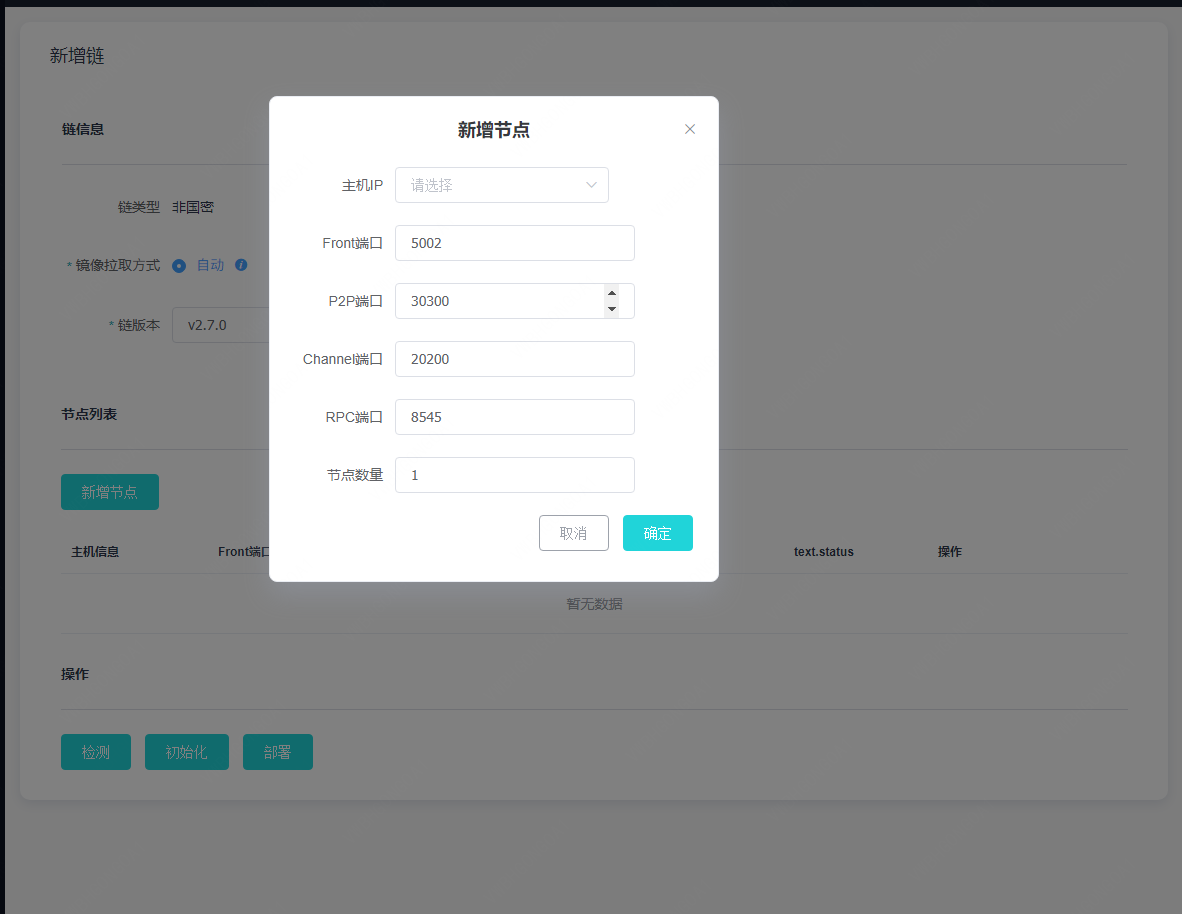 新增链
链信息
链类型 非国密
* 镜像拉取方式 自动
* 链版本 v2.7.0
节点列表
新增节点
主机信息 Front端口 text.status 操作
暂无数据
操作
检测 初始化 部署
新增节点
主机IP 请选择
Front端口 5002
P2P端口 30300
Channel端口 20200
RPC端口 8545
节点数量 1
取消 确定